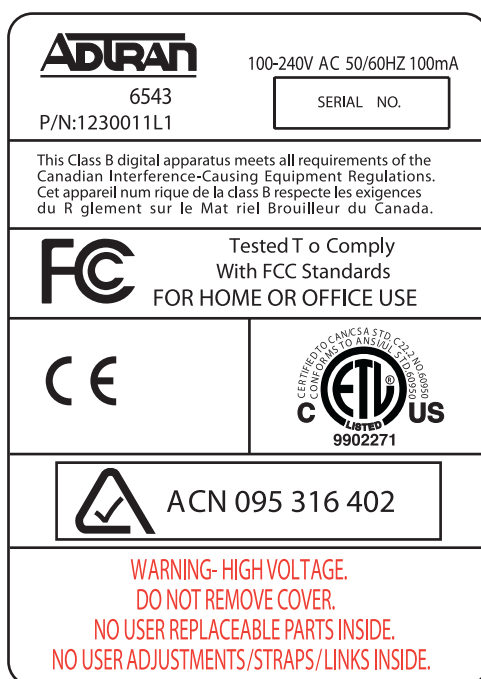 ADTRAN
100-240V AC 50/60HZ 100mA
6543
P/N:1230011L1
SERIAL NO.
This Class B digital apparatus meets all requirements of the
Canadian Interference-Causing Equipment Regulations.
Cet appareil num rique de la class B respecte les exigences
du R glement sur le Mat riel Brouilleur du Canada.
FC
Tested T o Comply
With FCC Standards
FOR HOME OR OFFICE USE
CE
CERTIFIED TO CAN/CSA STD. C22.2 NO.60950
CONFORMS TO ANSI/UL STD.60950
C ETL® US
LISTED
9902271
ACN 095 316 402
WARNING- HIGH VOLTAGE.
DO NOT REMOVE COVER.
NO USER REPLACEABLE PARTS INSIDE.
NO USER ADJUSTMENTS/STRAPS/LINKS INSIDE.